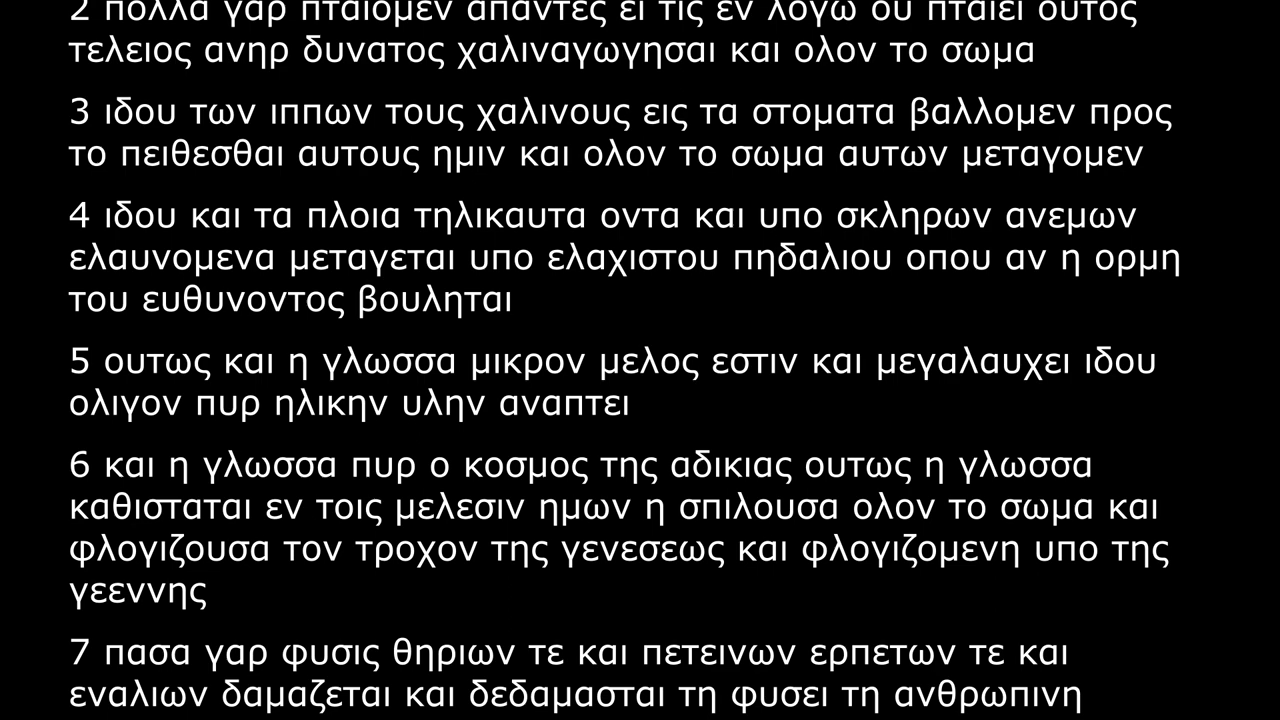 2 πολλα γαρ πταιομεν απαντες ει τις εν λογω ου πταιει ουτος
τελειος ανηρ δυνατος χαλιναγωγησαι και ολον το σωμα
3 ιδου των ιππων τους χαλινους εις τα στοματα βαλλομεν προς
το πειθεσθαι αυτους ημιν και ολον το σωμα αυτων μεταγομεν
4 ιδου και τα πλοια τηλικαυτα οντα και υπο σκληρων ανεμων
ελαυνομενα μεταγεται υπο ελαχιστου πηδαλιου οπου αν η ορμη
του ευθυνοντος βουληται
5 ουτως και η γλωσσα μικρον μελος εστιν και μεγαλαυχει ιδου
ολιγον πυρ ηλικην υλην αναπτει
6 και η γλωσσα πυρ ο κοσμος της αδικιας ουτως η γλωσσα
καθισταται εν τοις μελεσιν ημων η σπιλουσα ολον το σωμα και
φλογιζουσα τον τροχον της γενεσεως και φλογιζομενη υπο της
γεεννης
7 πασα γαρ φυσις θηριων τε και πετεινων ερπετων τε και
εναλιων δαμαζεται και δεδαμασται τη φυσει τη ανθρωπινη